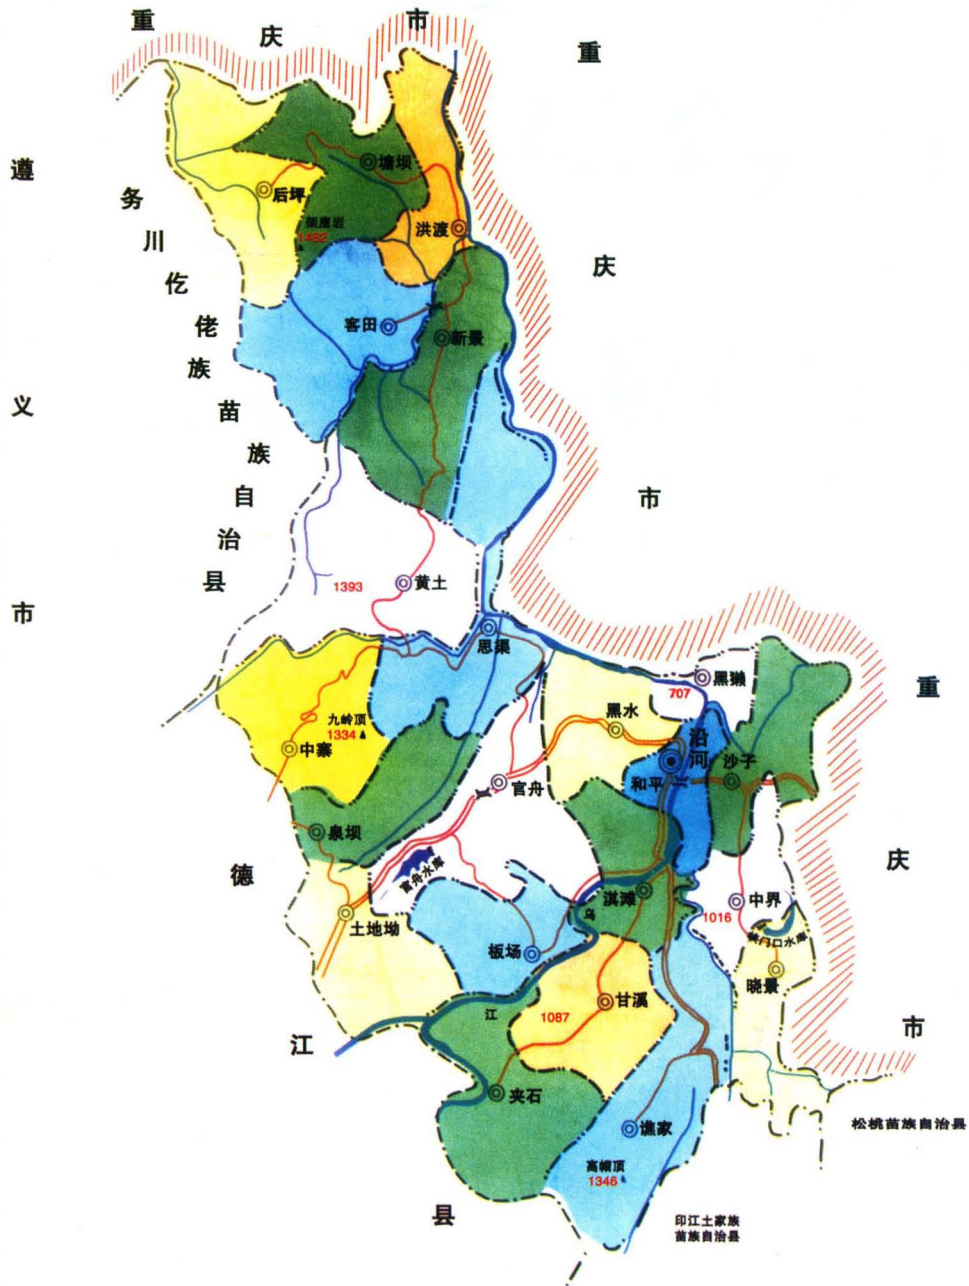 重 庆 市
重
庆
市
遵
义
市
务
川
仡
佬
族
苗
族
自
治
县
塘坝
后坪
1462
洪渡
客田
新景
1393
黄土
思渠
黑獭
707
重
庆
市
九岭顶
1334
中寨
黑水
沿
河
和平
沙子
官舟
泉坝
官舟水库
德
江
县
土地坳
淇滩
乌
江
1016
中界
板场
晓景
甘溪
1087
夹石
谯家
高帽顶
1346
松桃苗族自治县
印江土家族
苗族自治县